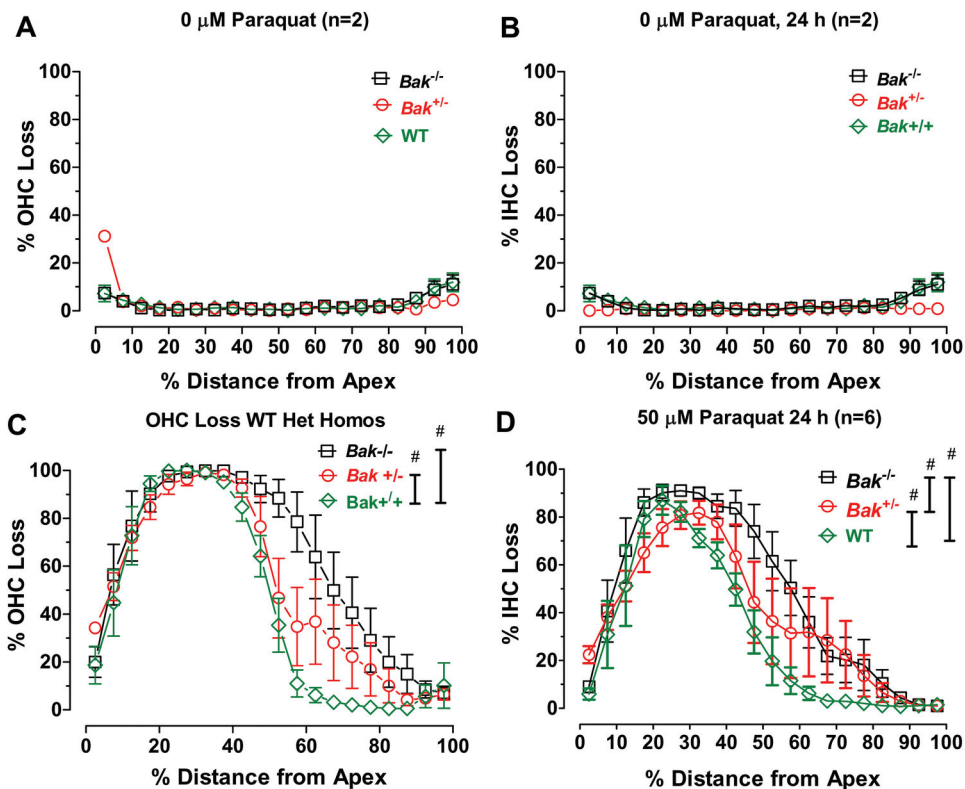 A
0 μM Paraquat (n=2)
100
80
60
40
20
0
% OHC Loss
Bak-/-
Bak+/-
WT
0 10 20 30 40 50 60 70 80 90 100
% Distance from Apex
B
0 μM Paraquat, 24 h (n=2)
100
80
60
40
20
0
% IHC Loss
Bak-/-
Bak+/-
Bak+/+
0 10 20 30 40 50 60 70 80 90 100
% Distance from Apex
C
OHC Loss WT Het Homos
100
80
60
40
20
0
% OHC Loss
Bak-/-
Bak +/-
Bak+/+
#
#
0 20 40 60 80 100
% Distance from Apex
D
50 μM Paraquat 24 h (n=6)
100
80
60
40
20
0
% IHC Loss
Bak-/-
Bak+/-
WT
#
#
#
0 10 20 30 40 50 60 70 80 90 100
% Distance from Apex